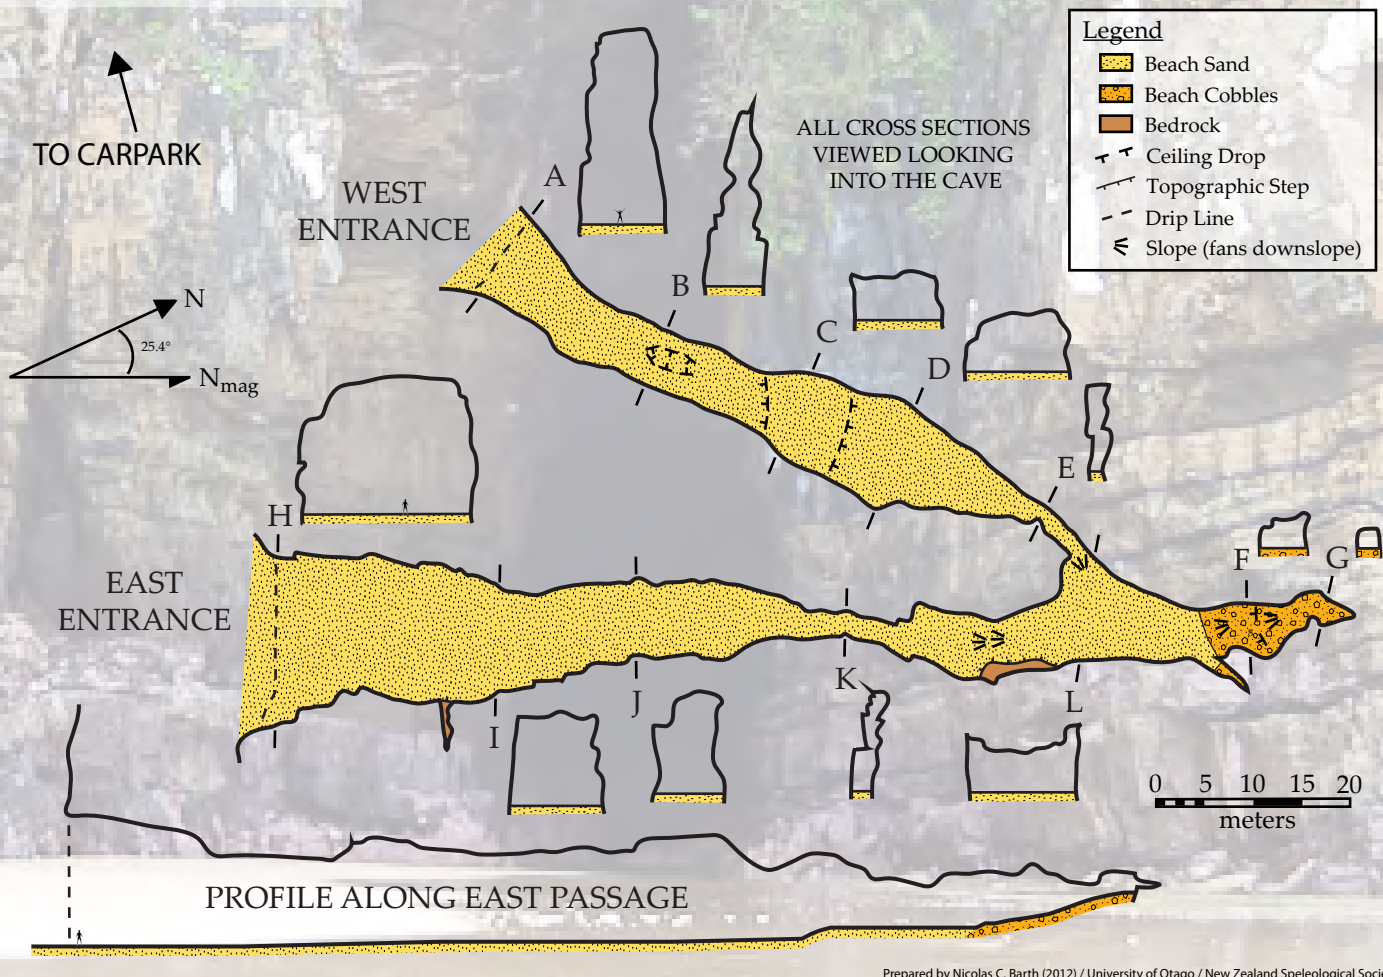 Legend
Beach Sand
Beach Cobbles
Bedrock
Ceiling Drop
Topographic Step
Drip Line
Slope (fans downslope)
ALL CROSS SECTIONS
VIEWED LOOKING
INTO THE CAVE
TO CARPARK
WEST
ENTRANCE
A
B
C
D
E
F
G
N
25.4°
Nmag
H
EAST
ENTRANCE
I
J
K
L
0 5 10 15 20
meters
PROFILE ALONG EAST PASSAGE
Prepared by Nicolas C. Barth (2012) / University of Otago / New Zealand Speleological Socie